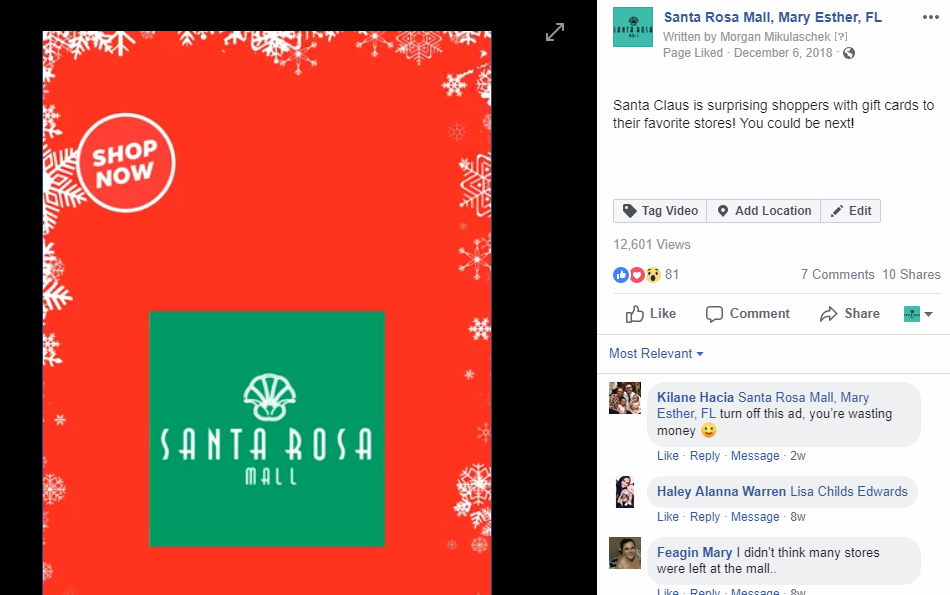 SHOP
NOW
SANTA ROSA
MALL
Santa Rosa Mall, Mary Esther, FL
Written by Morgan Mikulaschek [?]
Page Liked · December 6, 2018 ·
Santa Claus is surprising shoppers with gift cards to
their favorite stores! You could be next!
Tag Video
Add Location
Edit
12,601 Views
81
7 Comments 10 Shares
Like
Comment
Share
Most Relevant
Kilane Hacia Santa Rosa Mall, Mary
Esther, FL turn off this ad, you're wasting
money
Like · Reply · Message · 2w
Haley Alanna Warren Lisa Childs Edwards
Like · Reply · Message · 8w
Feagin Mary I didn't think many stores
were left at the mall..
Like · Reply · Message · 8w